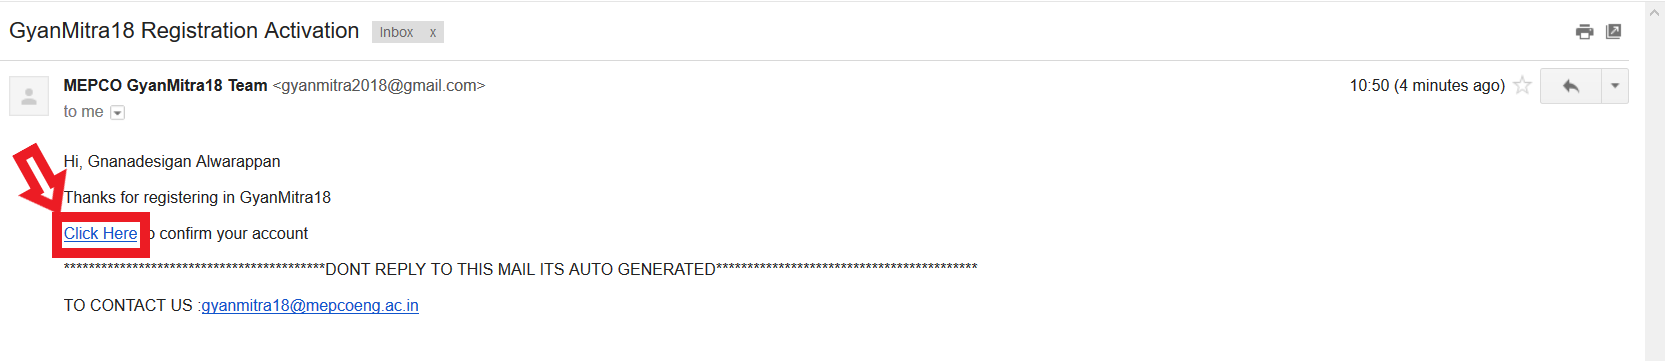 GyanMitra18 Registration Activation Inbox x
MEPCO GyanMitra18 Team <gyanmitra2018@gmail.com> 10:50 (4 minutes ago)
to me
Hi, Gnanadesigan Alwarappan
Thanks for registering in GyanMitra18
Click Here o confirm your account
******************************************DONT REPLY TO THIS MAIL ITS AUTO GENERATED******************************************
TO CONTACT US :gyanmitra18@mepcoeng.ac.in